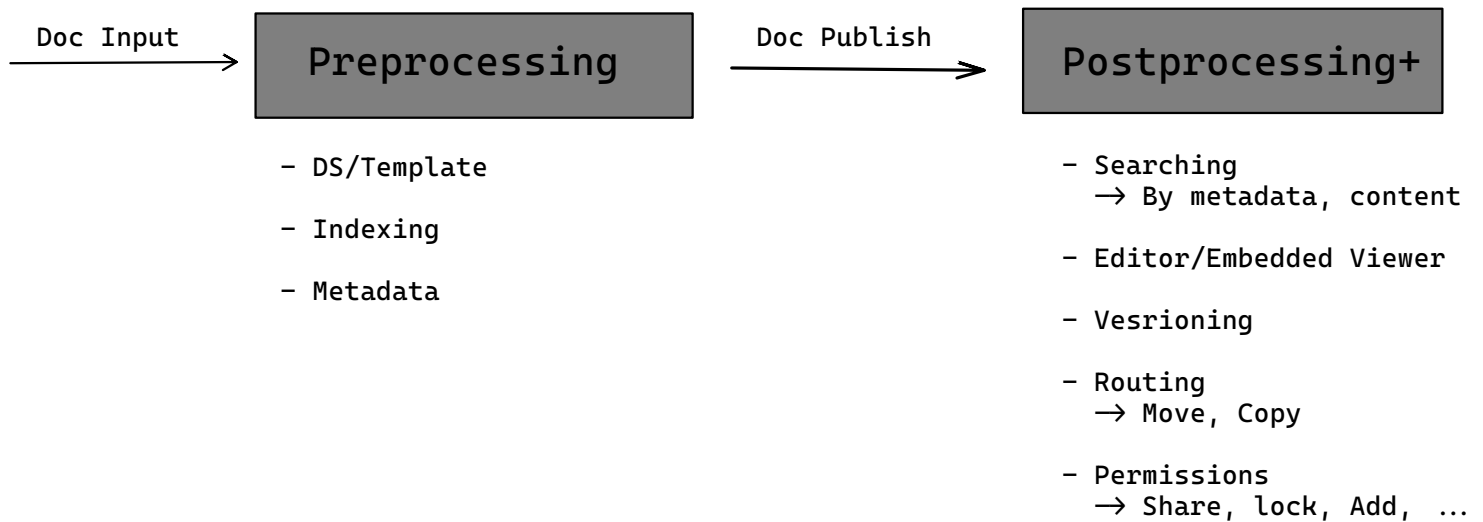 Doc Input
Preprocessing
Doc Publish
Postprocessing+
– DS/Template
– Indexing
– Metadata
– Searching
→ By metadata, content
– Editor/Embedded Viewer
– Vesrioning
– Routing
→ Move, Copy
– Permissions
→ Share, lock, Add, ...